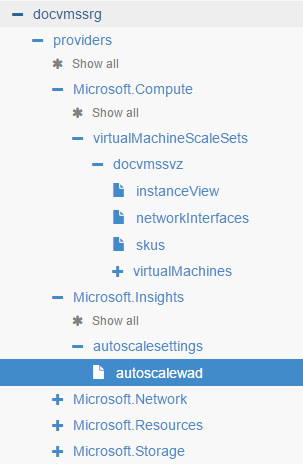 docvmssrg
providers
Show all
Microsoft.Compute
Show all
virtualMachineScaleSets
docvmssvz
instanceView
networkInterfaces
skus
virtualMachines
Microsoft.Insights
Show all
autoscalesettings
autoscalewad
Microsoft.Network
Microsoft.Resources
Microsoft.Storage